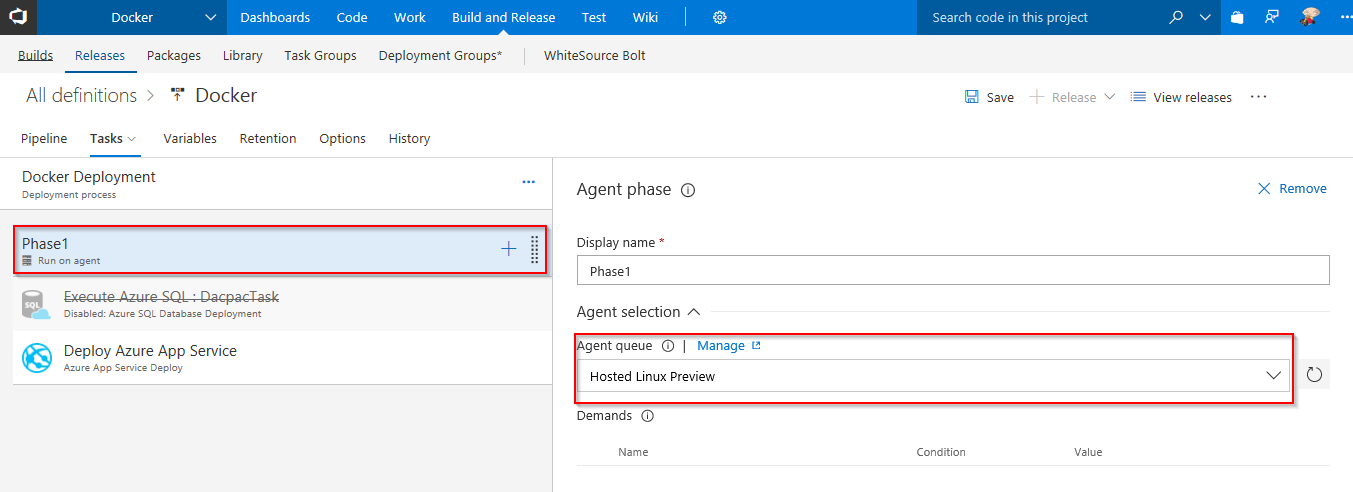 Docker Dashboards Code Work Build and Release Test Wiki Search code in this project
Builds Releases Packages Library Task Groups Deployment Groups* WhiteSource Bolt
All definitions > Docker Save Release View releases ...
Pipeline Tasks Variables Retention Options History
Docker Deployment
Deployment process
Phase1
Run on agent
SQL
Execute Azure SQL : DacpacTask
Disabled: Azure SQL Database Deployment
Deploy Azure App Service
Azure App Service Deploy
Agent phase
Remove
Display name *
Phase1
Agent selection
Agent queue | Manage
Hosted Linux Preview
Demands
Name Condition Value